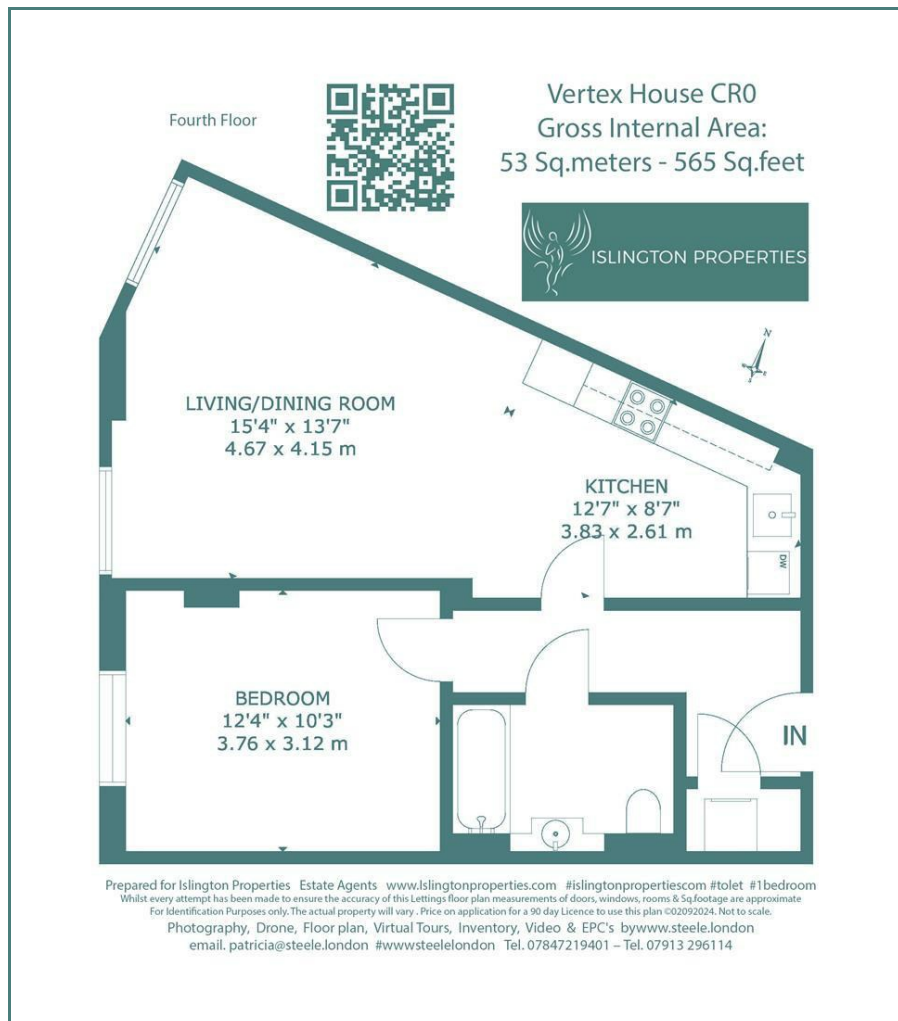 Fourth Floor
Vertex House CR0
Gross Internal Area:
53 Sq.meters - 565 Sq.feet
ISLINGTON PROPERTIES
N
LIVING/DINING ROOM
15'4" x 13'7"
4.67 x 4.15 m
KITCHEN
12'7" x 8'7"
3.83 x 2.61 m
DW
BEDROOM
12'4" x 10'3"
3.76 x 3.12 m
IN
Prepared for Islington Properties Estate Agents www.Islingtonproperties.com #islingtonpropertiescom #tolet #1bedroom
Whilst every attempt has been made to ensure the accuracy of this Lettings floor plan measurements of doors, windows, rooms & Sq.footage are approximate
For Identification Purposes only. The actual property will vary . Price on application for a 90 day Licence to use this plan ©02092024. Not to scale.
Photography, Drone, Floor plan, Virtual Tours, Inventory, Video & EPC's bywww.steele.london
email. patricia@steele.london #wwwsteelelondon Tel. 07847219401 – Tel. 07913 296114